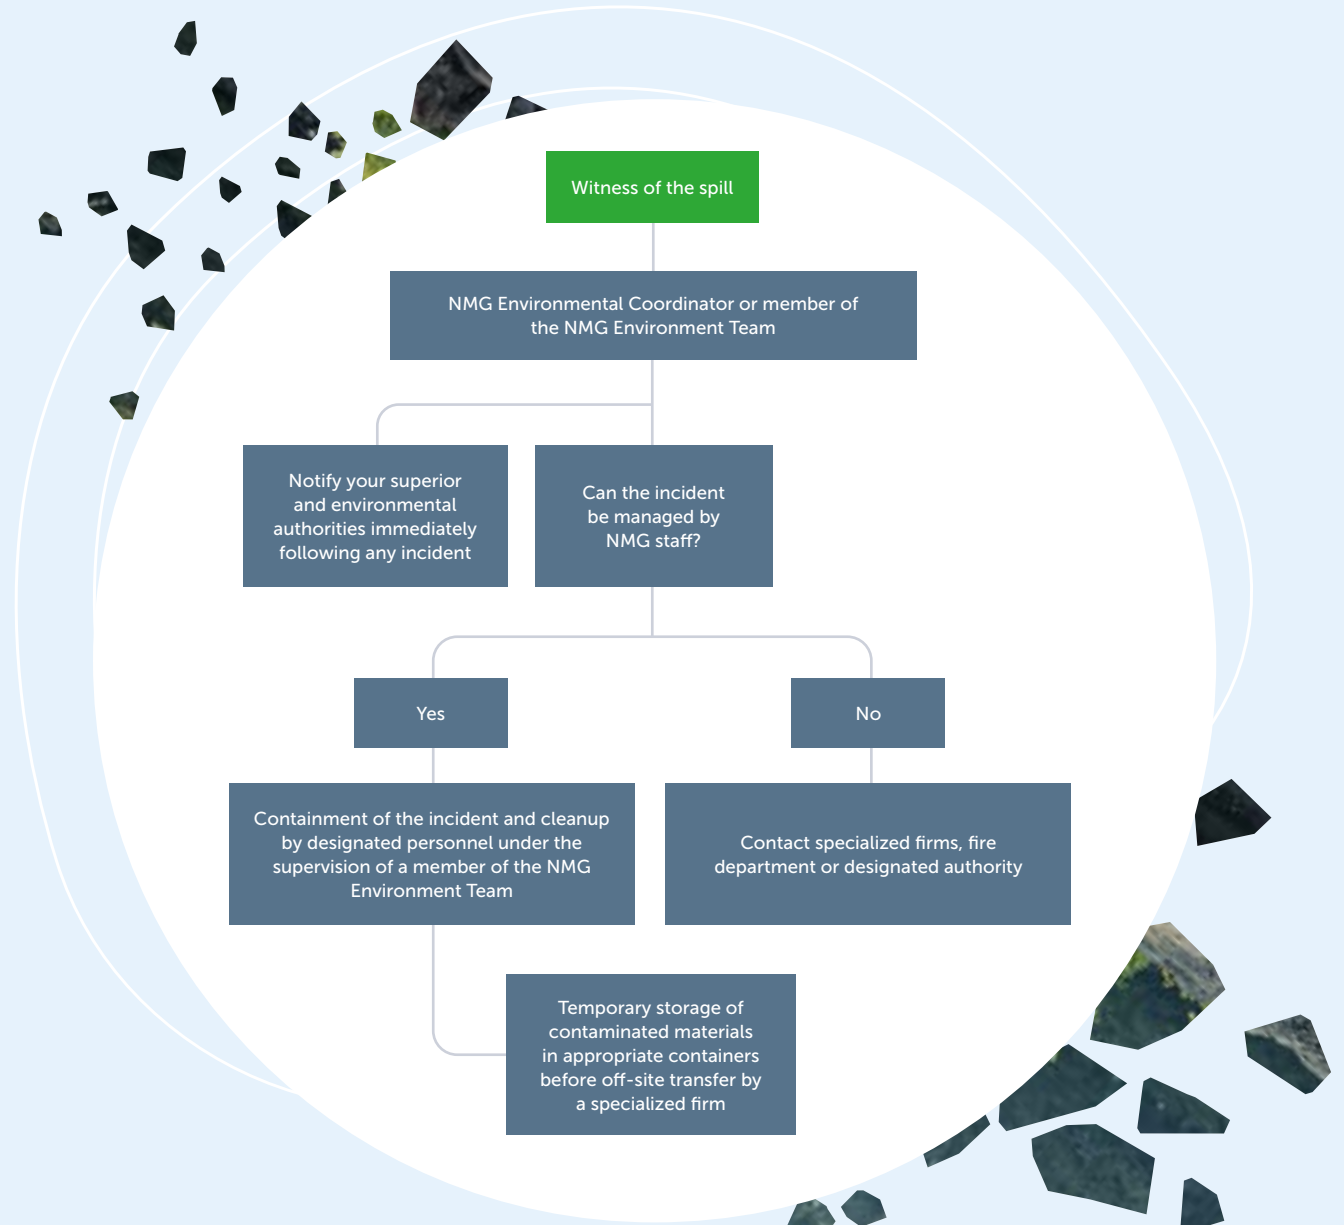 Witness of the spill
NMG Environmental Coordinator or member of
the NMG Environment Team
Notify your superior
and environmental
authorities immediately
following any incident
Can the incident
be managed by
NMG staff?
Yes
No
Containment of the incident and cleanup
by designated personnel under the
supervision of a member of the NMG
Environment Team
Contact specialized firms, fire
department or designated authority
Temporary storage of
contaminated materials
in appropriate containers
before off-site transfer by
a specialized firm